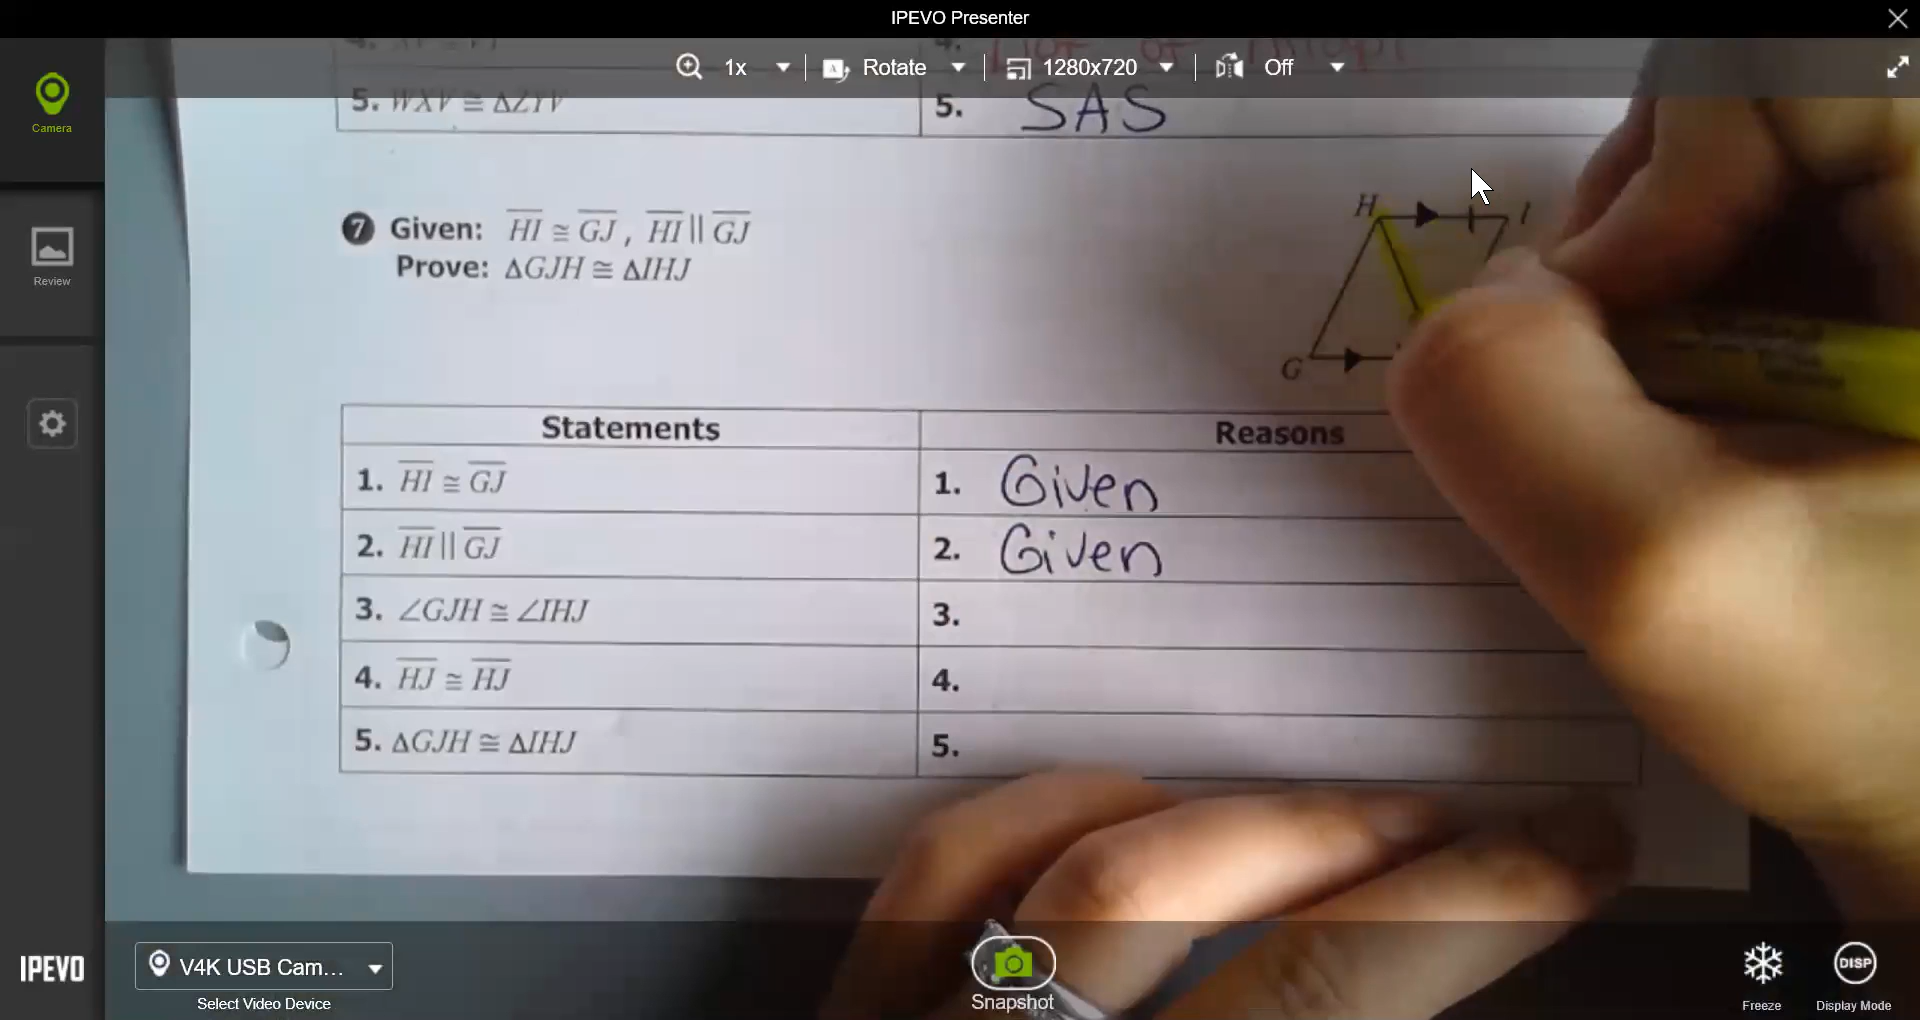 IPEVO Presenter
1x Rotate 1280x720 Off
Camera
5. WXV ≅ ΔZYV
5. SAS
7 Given: HI ≅ GJ, HI || GJ
Prove: ΔGJH ≅ ΔIHJ
H I
G
Review
Statements Reasons
1. HI ≅ GJ 1. Given
2. HI || GJ 2. Given
3. ∠GJH ≅ ∠IHJ 3.
4. HJ ≅ HJ 4.
5. ΔGJH ≅ ΔIHJ 5.
IPEVO
V4K USB Cam...
Select Video Device
Snapshot
Freeze
DISP
Display Mode